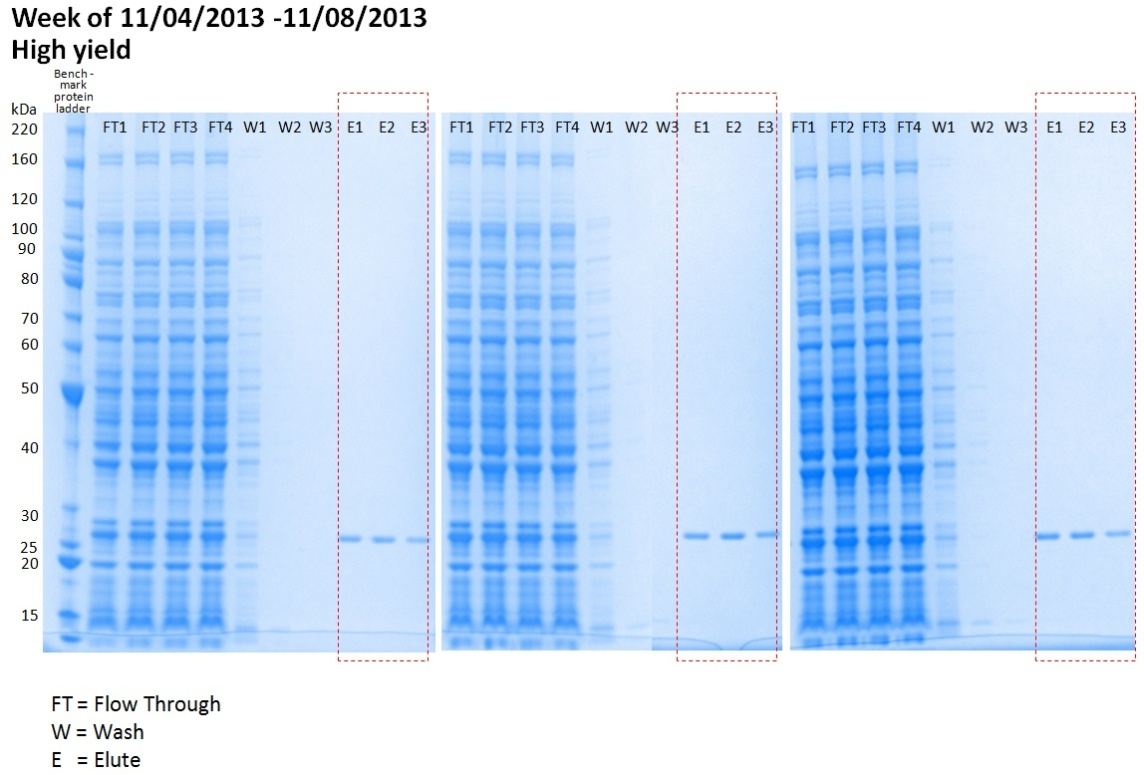 Week of 11/04/2013 -11/08/2013
High yield
Bench -
mark
protein
ladder
kDa
FT1 FT2 FT3 FT4 W1 W2 W3 E1 E2 E3
FT1 FT2 FT3 FT4 W1 W2 W3 E1 E2 E3
FT1 FT2 FT3 FT4 W1 W2 W3 E1 E2 E3
220
160
120
100
90
80
70
60
50
40
30
25
20
15
FT = Flow Through
W = Wash
E = Elute